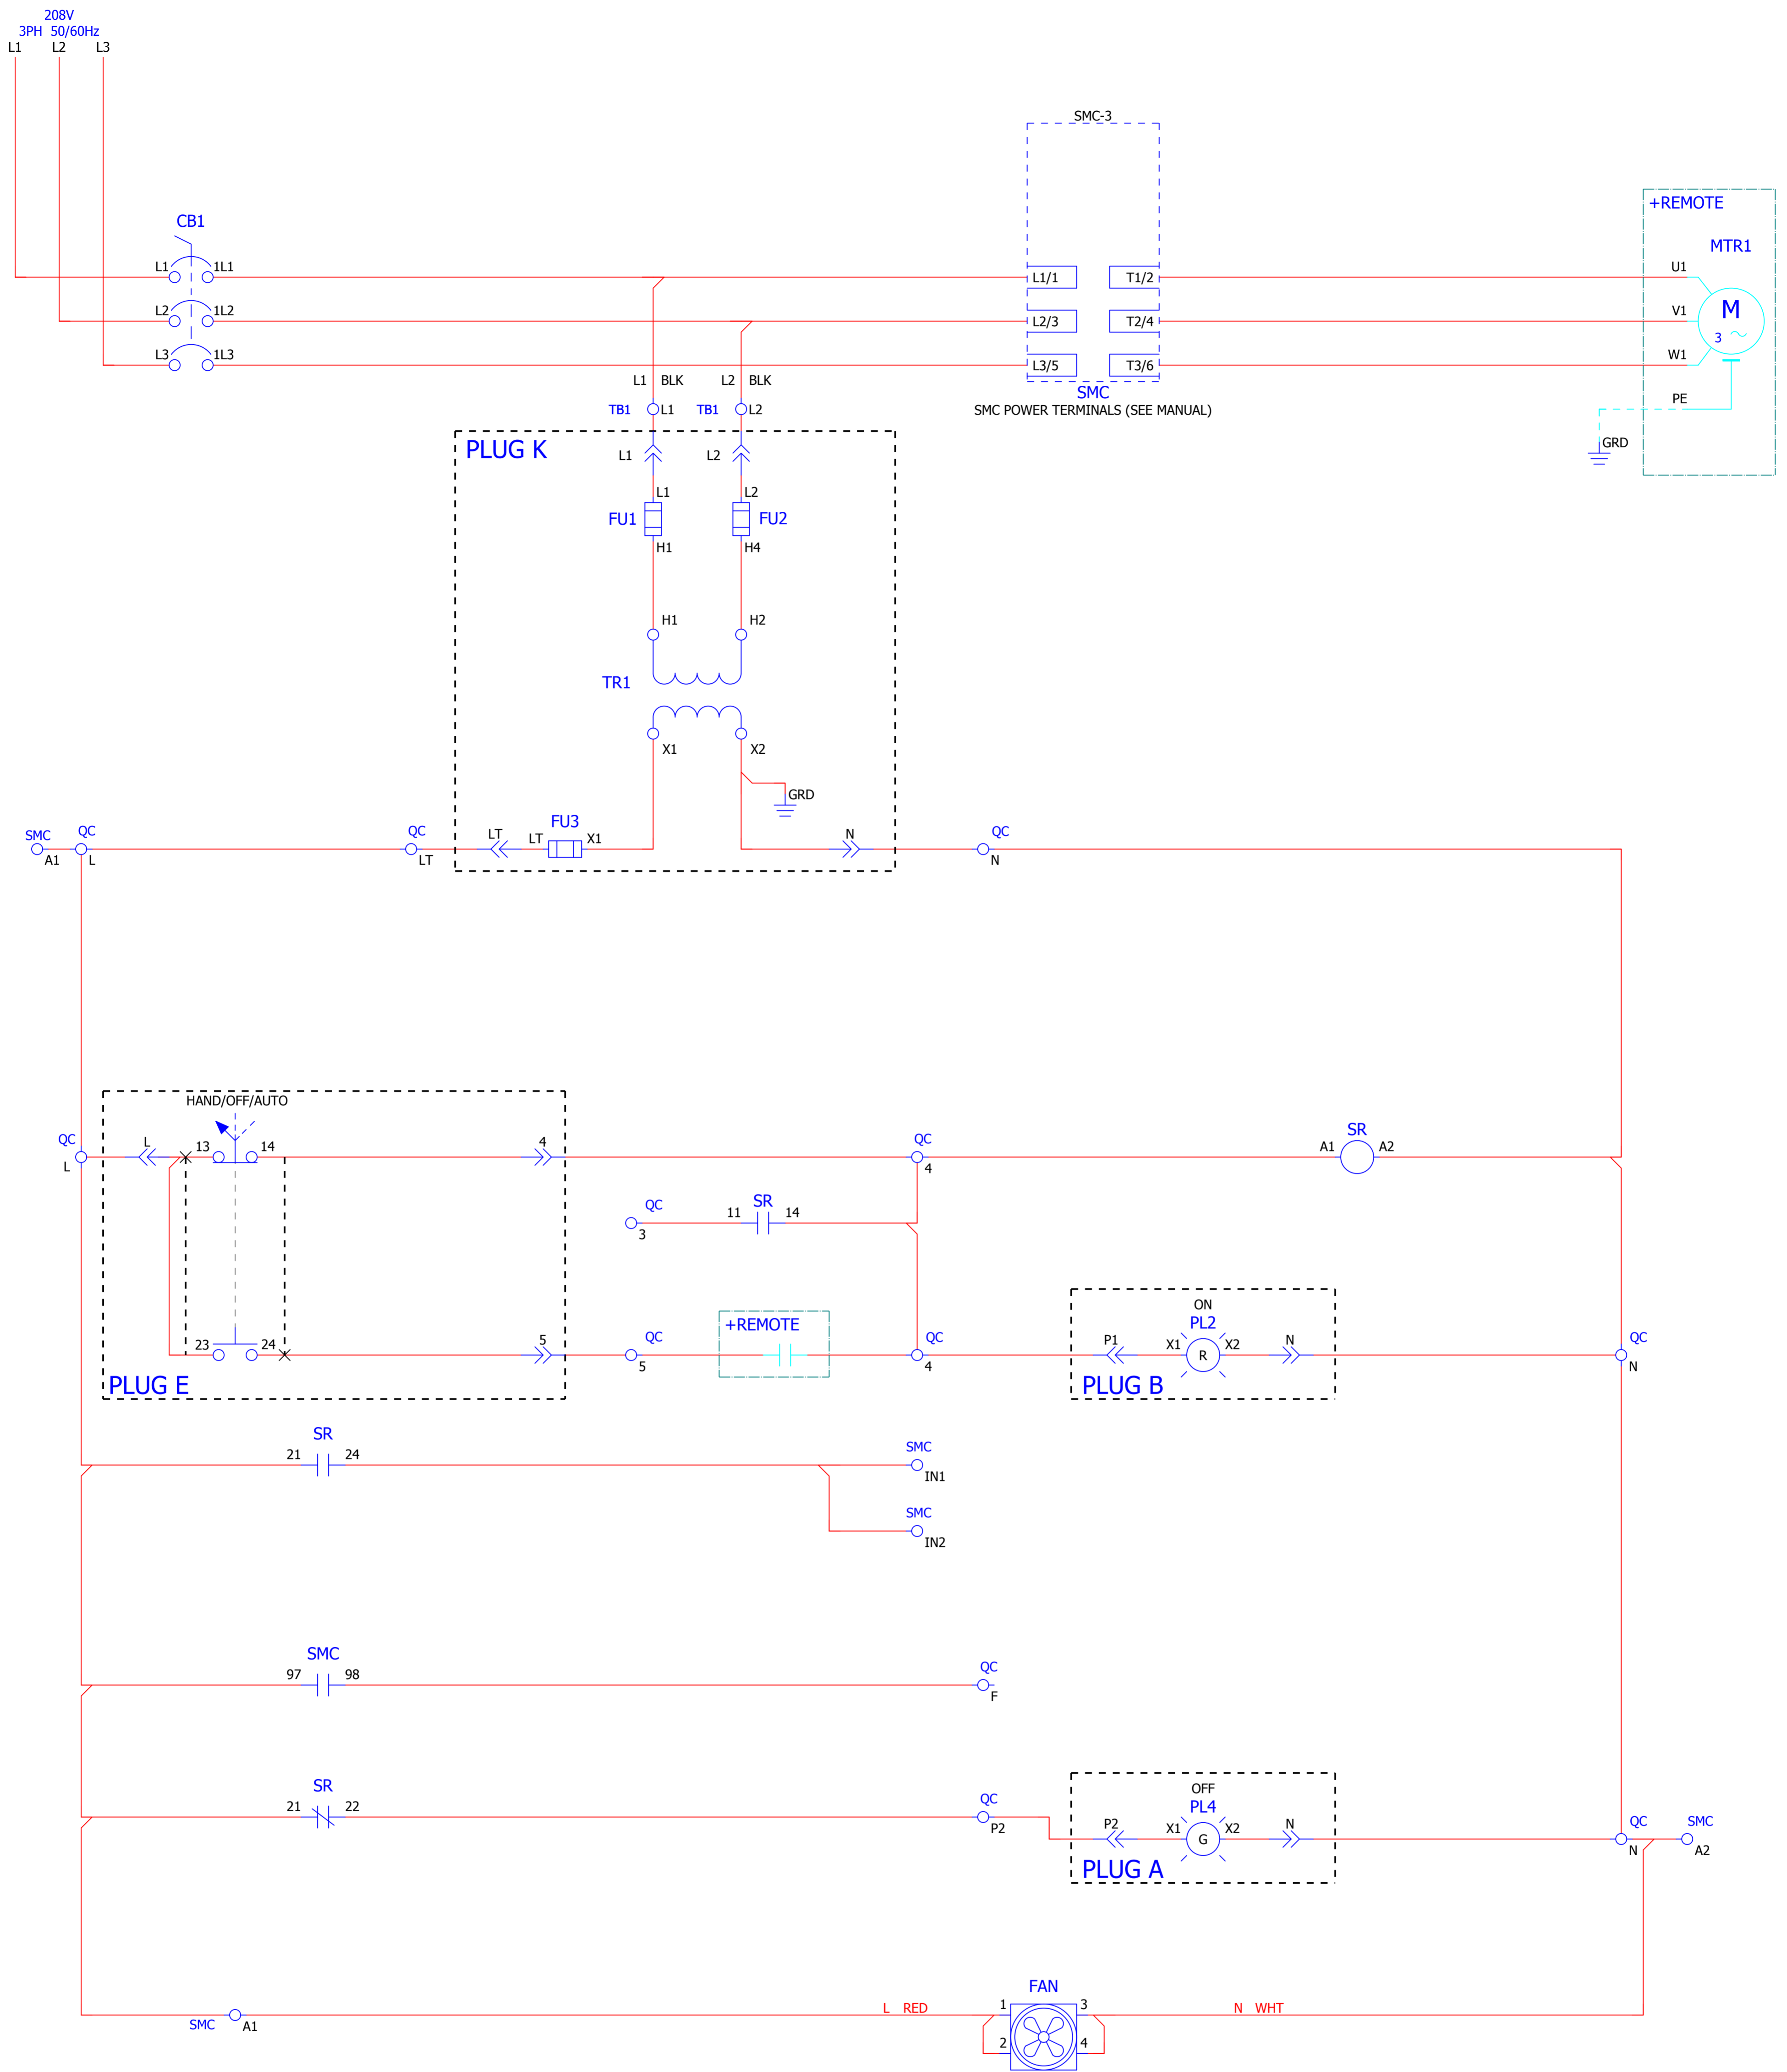 208V
3PH 50/60Hz
L1 L2 L3
SMC-3
+REMOTE
CB1
MTR1
L1 1L1 L1/1 T1/2 U1
L2 1L2 L2/3 T2/4 V1
M
3
L3 1L3 L3/5 T3/6 W1
L1 BLK L2 BLK
SMC
TB1 L1 TB1 L2
SMC POWER TERMINALS (SEE MANUAL)
PE
GRD
PLUG K
L1 L2
L1 L2
FU1 FU2
H1 H4
H1 H2
TR1
X1 X2
GRD
FU3
SMC QC QC LT LT X1 N QC
A1 L LT N
HAND/OFF/AUTO
QC L 13 14 4 QC SR
A1 A2
L 4
QC SR
11 14
3
ON
+REMOTE PL2
23 24 5 QC P1 X1 X2 N QC
R
5 4 N
PLUG E PLUG B
SR SMC
21 24
IN1
SMC
IN2
SMC QC
97 98
F
SR OFF
21 22 QC PL4
P2 P2 X1 X2 N QC SMC
G
N A2
PLUG A
FAN
L RED 1 3 N WHT
SMC A1
2 4